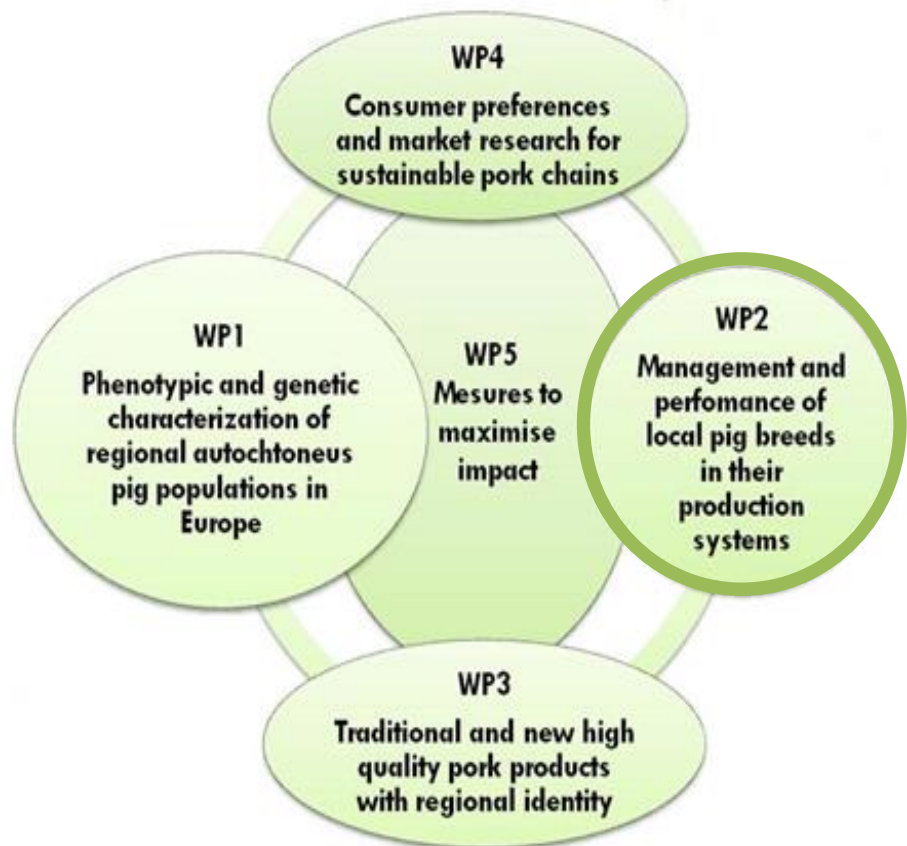 WP4
Consumer preferences
and market research for
sustainable pork chains
WP1
Phenotypic and genetic
characterization of
regional autochtoneus
pig populations in
Europe
WP5
Mesures to
maximise
impact
WP2
Management and
perfomance of
local pig breeds
in their
production
systems
WP3
Traditional and new high
quality pork products
with regional identity